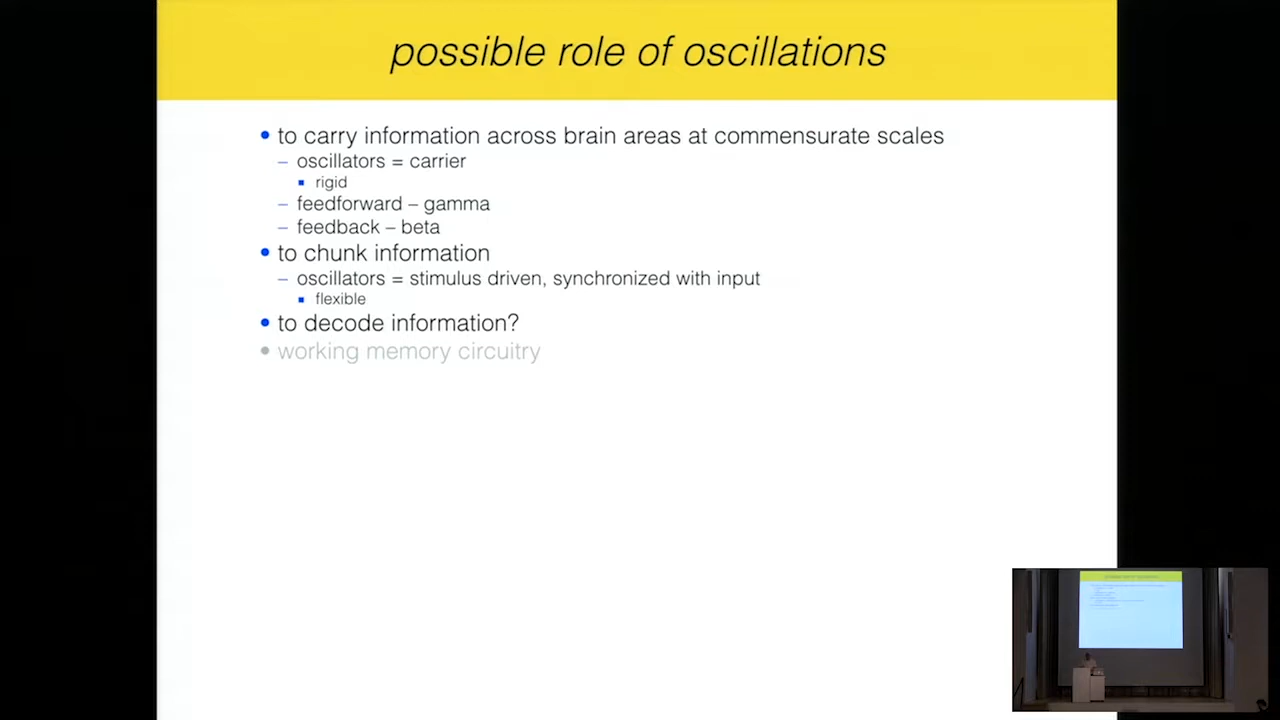 possible role of oscillations
• to carry information across brain areas at commensurate scales
– oscillators = carrier
▪ rigid
– feedforward – gamma
– feedback – beta
• to chunk information
– oscillators = stimulus driven, synchronized with input
▪ flexible
• to decode information?
• working memory circuitry